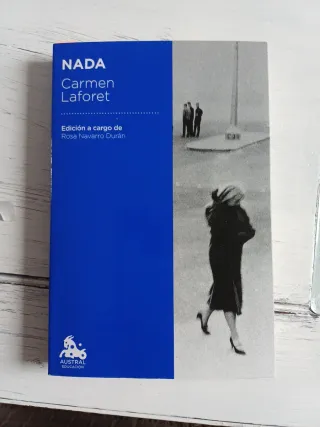 NADA
Carmen
Laforet
Edición a cargo de
Rosa Navarro Durán
AUSTRAL
EDUCACIÓN